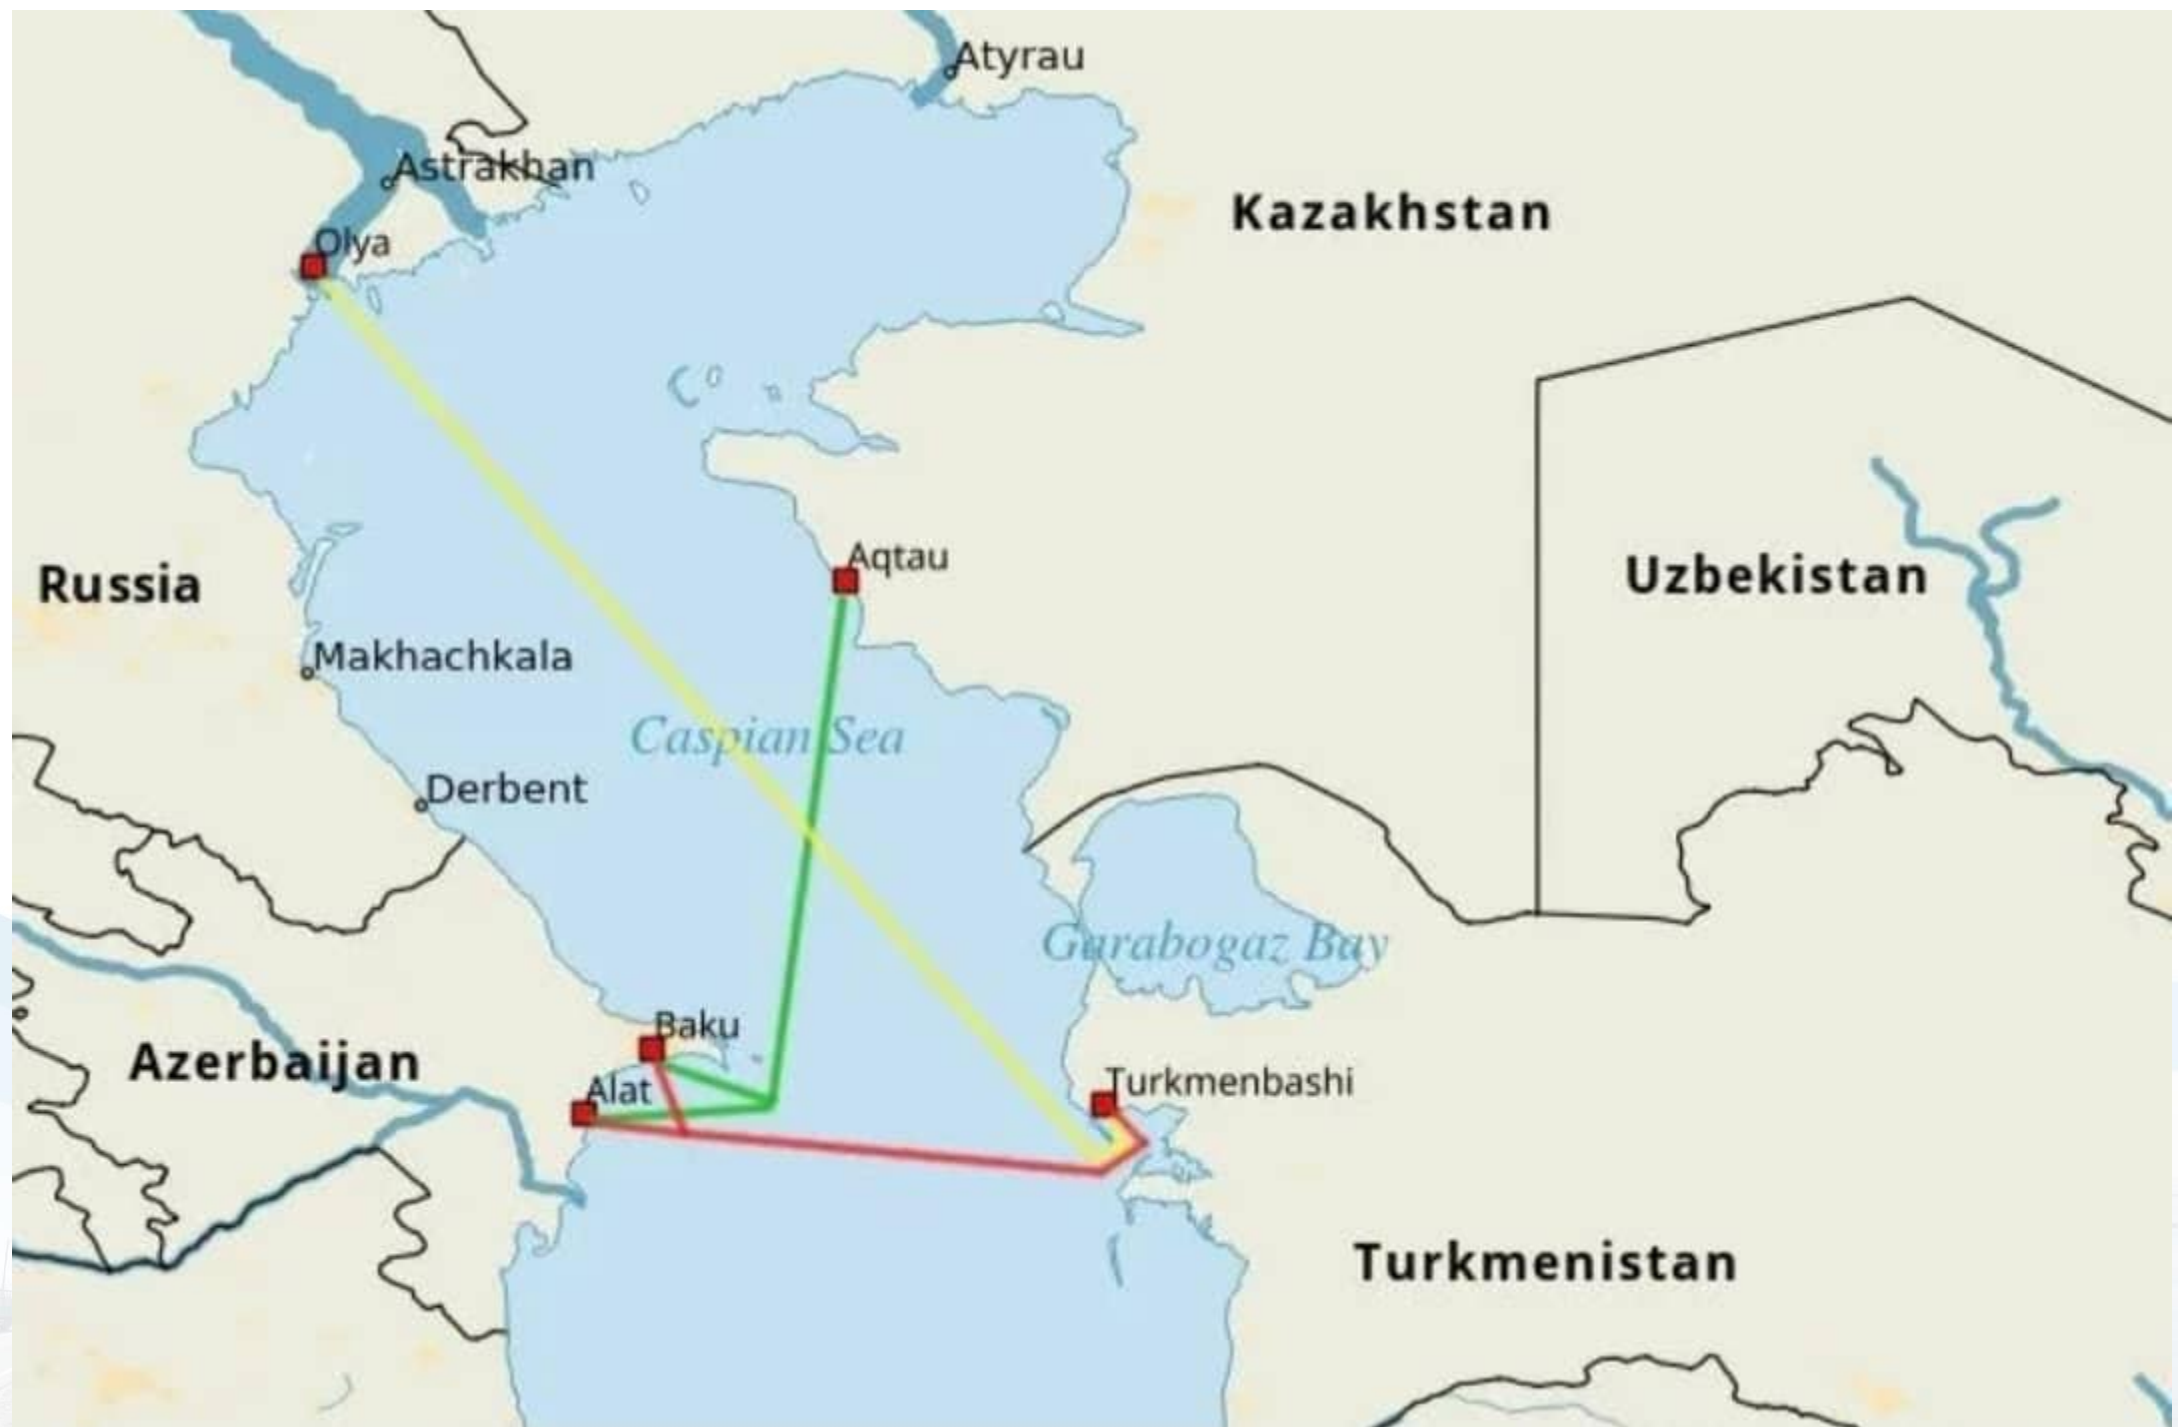 Atyrau
Astrakhan
Kazakhstan
Olya
Aqtau
Uzbekistan
Russia
Makhachkala
Caspian Sea
Derbent
Garabogaz Bay
Baku
Azerbaijan
Alat
Turkmenbashi
Turkmenistan